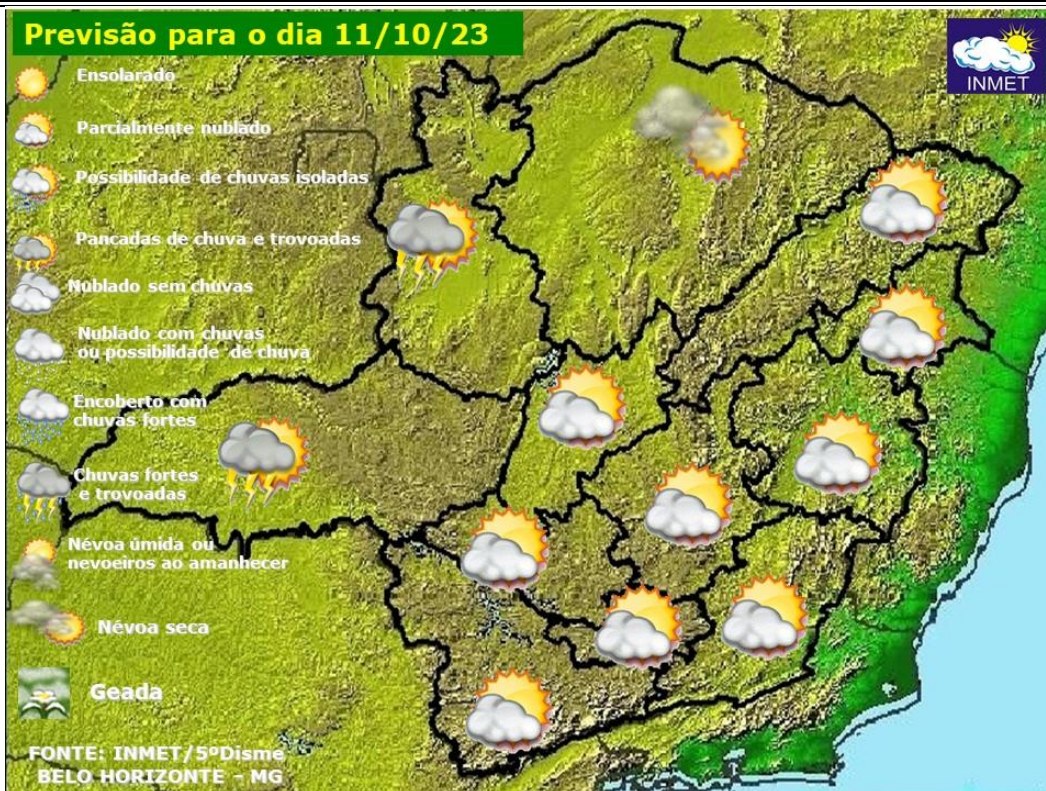 Previsão para o dia 11/10/23
INMET
Ensolarado
Parcialmente nublado
Possibilidade de chuvas isoladas
Pancadas de chuva e trovoadas
Nublado sem chuvas
Nublado com chuvas
ou possibilidade de chuva
Encoberto com
chuvas fortes
Chuvas fortes
e trovoadas
Névoa úmida ou
nevoeiros ao amanhecer
Névoa seca
Geada
FONTE: INMET/5ºDisme
BELO HORIZONTE - MG